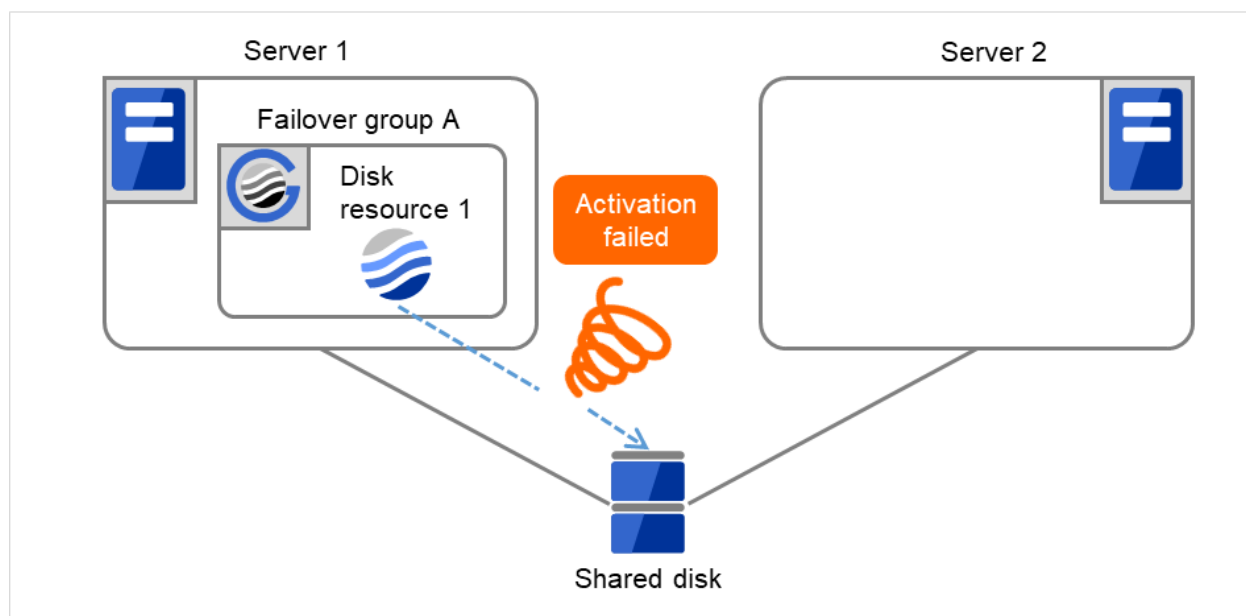 Server 1
Server 2
Failover group A
Disk
resource 1
Activation
failed
Shared disk